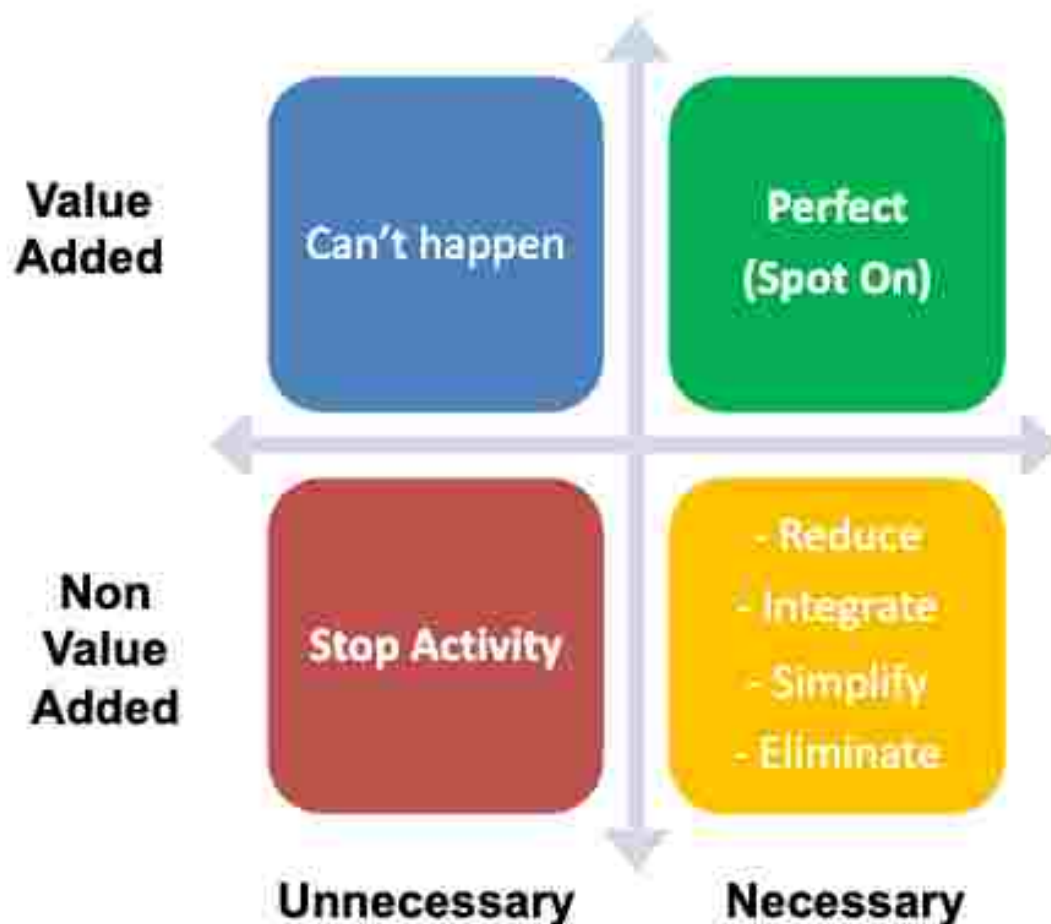 Value
Added
Can't happen
Perfect
(Spot On)
Non
Value
Added
Stop Activity
- Reduce
- Integrate
- Simplify
- Eliminate
Unnecessary
Necessary